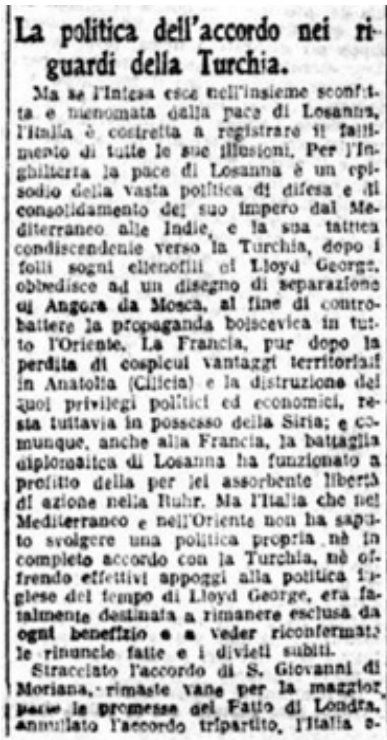 La politica dell'accordo nei ri-
guardi della Turchia.
Ma se l'Intesa esce nell'insieme sconfit-
ta e menomata dalla pace di Losanna,
l'Italia è costretta a registrare il falli-
mento di tutte le sue illusioni. Per l'In-
ghilterra la pace di Losanna è un epi-
sodio della vasta politica di difesa e di
consolidamento del suo impero dal Me-
diterraneo alle Indie, e la sua tattica
condiscendente verso la Turchia, dopo i
folli sogni ellenofili di Lloyd George,
obbedisce ad un disegno di separazione
di Angora da Mosca, al fine di contro-
battere la propaganda bolscevica in tut-
to l'Oriente. La Francia, pur dopo la
perdita di cospicui vantaggi territoriali
in Anatolia (Cilicia) e la distruzione dei
suoi privilegi politici ed economici, re-
sta tuttavia in possesso della Siria; e co-
munque, anche alla Francia, la battaglia
diplomatica di Losanna ha funzionato a
profitto della per lei assorbente libertà
di azione nella Ruhr. Ma l'Italia che nel
Mediterraneo e nell'Oriente non ha sapu-
to svolgere una politica propria nè in
completo accordo con la Turchia, nè of-
frendo effettivi appoggi alla politica in-
glese del tempo di Lloyd George, era fa-
talmente destinata a rimanere esclusa da
ogni benefizio e a veder riconfermate
le rinuncie fatte e i divieti subiti.
Stracciato l'accordo di S. Giovanni di
Moriana, rimaste vane per la maggior
parte le promesse del Patto di Londra,
annullato l'accordo tripartito, l'Italia e-